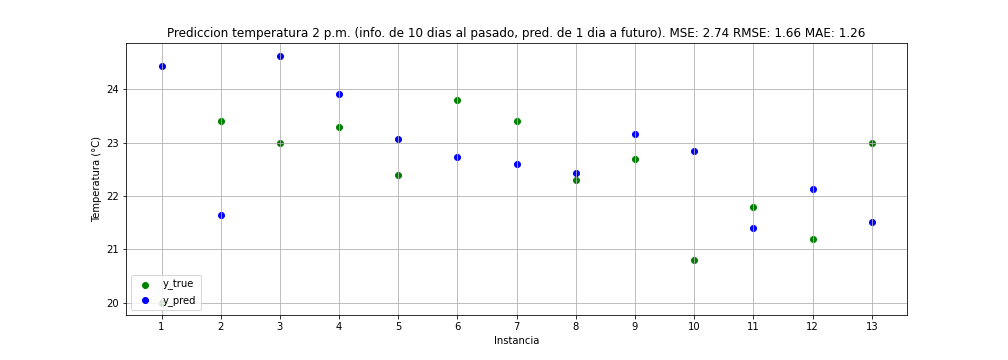 Prediccion temperatura 2 p.m. (info. de 10 dias al pasado, pred. de 1 dia a futuro). MSE: 2.74 RMSE: 1.66 MAE: 1.26
Temperatura (°C)
24
23
22
21
20
y_true
y_pred
1 2 3 4 5 6 7 8 9 10 11 12 13
Instancia